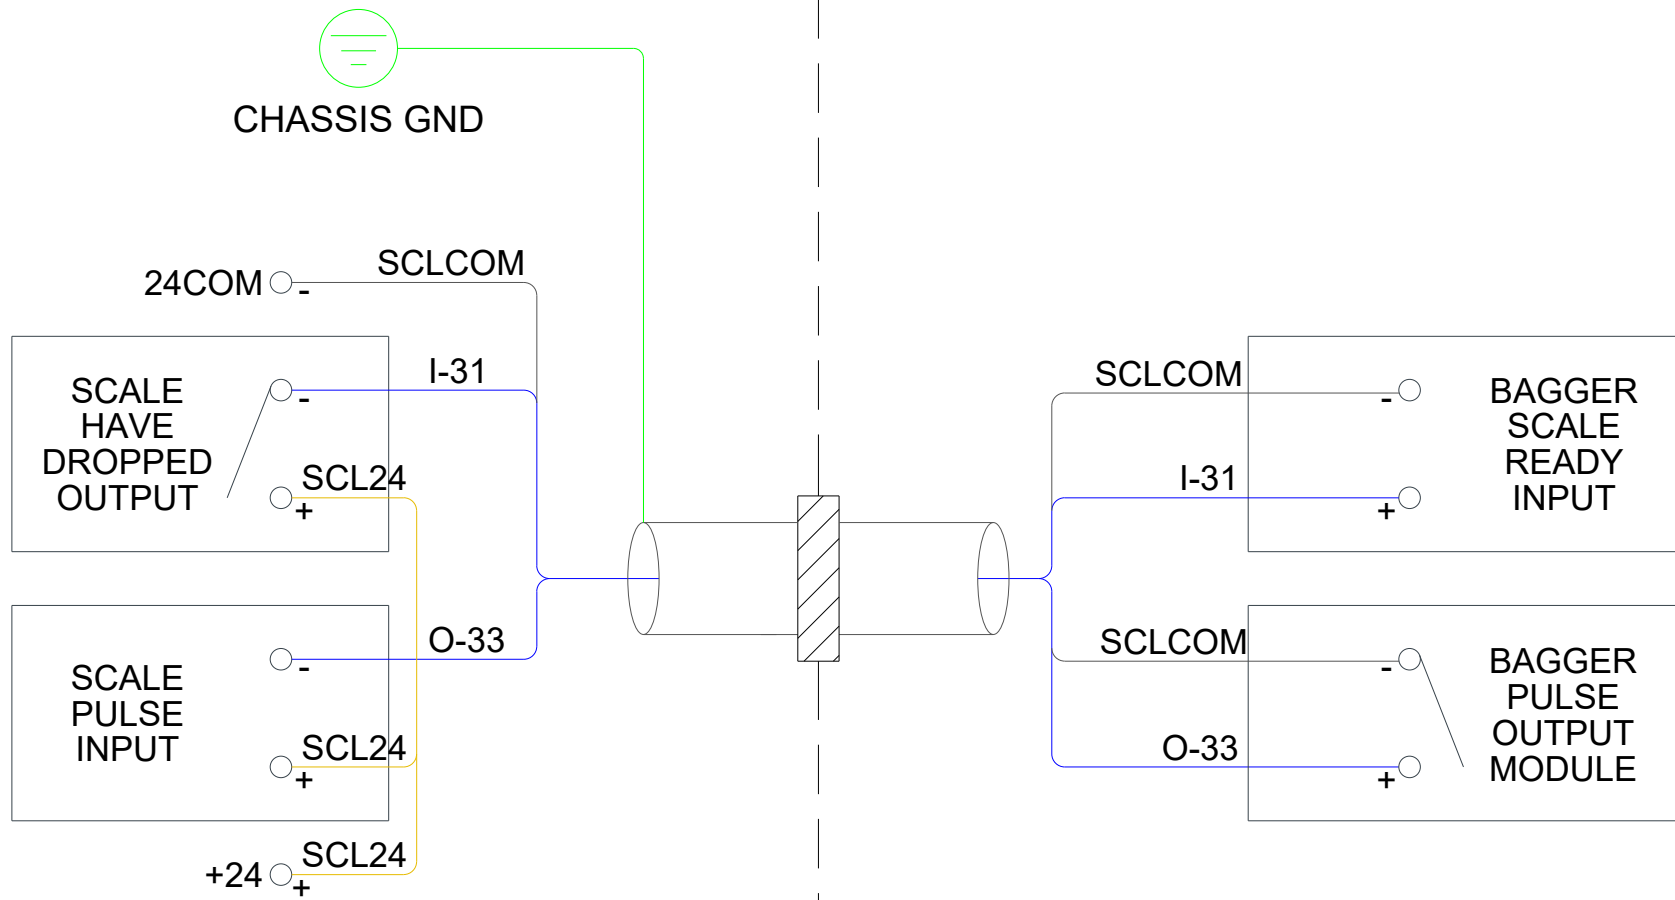 CHASSIS GND
24COM
-
SCLCOM
SCALE
HAVE
DROPPED
OUTPUT
I-31
-
SCL24
+
SCALE
PULSE
INPUT
O-33
-
SCL24
+
+24
SCL24
+
SCLCOM
-
I-31
+
BAGGER
SCALE
READY
INPUT
SCLCOM
-
O-33
+
BAGGER
PULSE
OUTPUT
MODULE